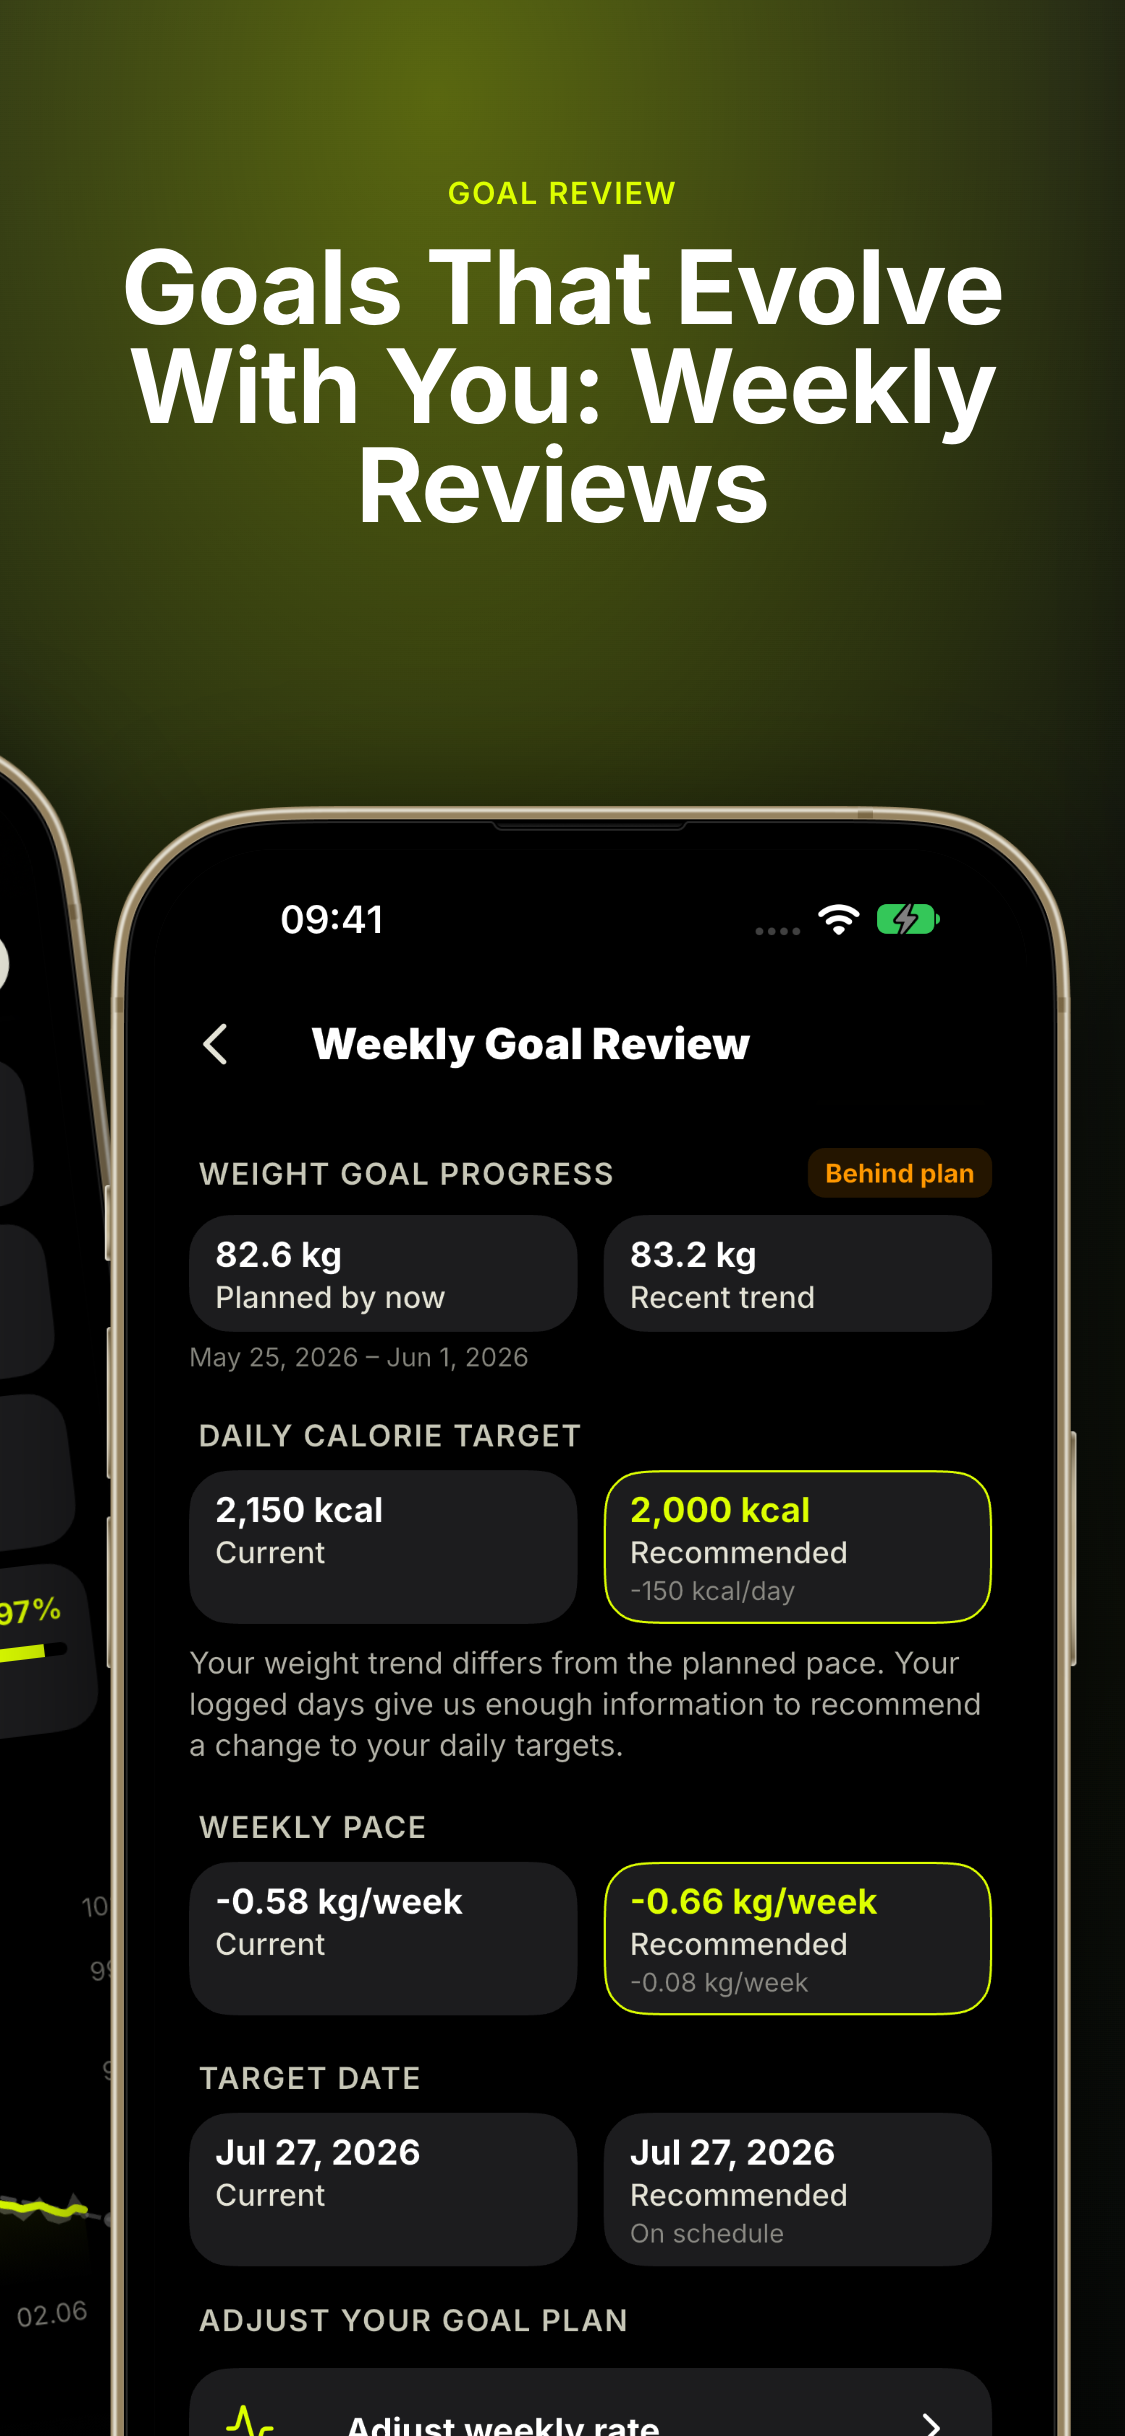 GOAL REVIEW
Goals That Evolve
With You: Weekly
Reviews
09:41
Weekly Goal Review
WEIGHT GOAL PROGRESS
Behind plan
82.6 kg
Planned by now
83.2 kg
Recent trend
May 25, 2026 – Jun 1, 2026
DAILY CALORIE TARGET
2,150 kcal
Current
2,000 kcal
Recommended
-150 kcal/day
Your weight trend differs from the planned pace. Your
logged days give us enough information to recommend
a change to your daily targets.
WEEKLY PACE
-0.58 kg/week
Current
-0.66 kg/week
Recommended
-0.08 kg/week
TARGET DATE
Jul 27, 2026
Current
Jul 27, 2026
Recommended
On schedule
ADJUST YOUR GOAL PLAN
Adjust weekly rate
97%
10
02.06